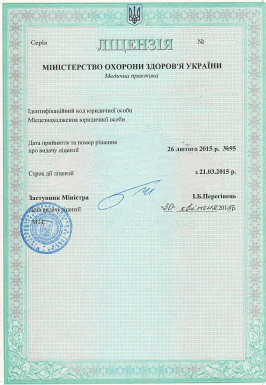 Серія ЛІЦЕНЗІЯ №
МІНІСТЕРСТВО ОХОРОНИ ЗДОРОВ'Я УКРАЇНИ
Медична практика
Ідентифікаційний код юридичної особи
Місцезнаходження юридичної особи
Дата прийняття та номер рішення
про видачу ліцензії 26 лютого 2015 р. №95
Строк дії ліцензії з 21.03.2015 р.
Заступник Міністра І.Б.Перегінець
Дата видачі ліцензії 30 квітня 2015р.
М.П.